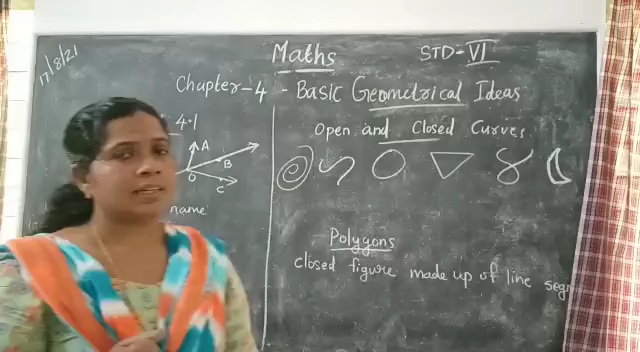 17/8/21
Maths STD-VI
Chapter-4 - Basic Geometrical Ideas
4.1
A
B
O
C
name
Open and Closed Curves
Polygons
closed figure made up of line